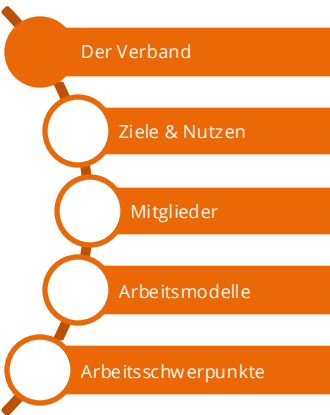 Der Verband
Ziele & Nutzen
Mitglieder
Arbeitsmodelle
Arbeitsschwerpunkte